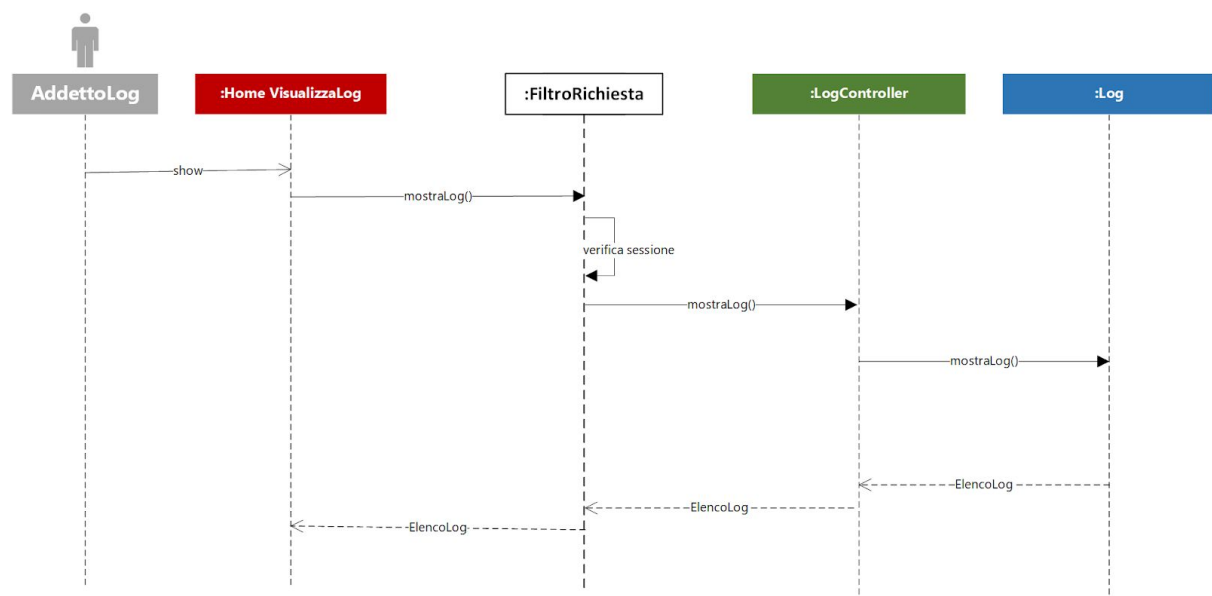 AddettoLog
:Home VisualizzaLog
:FiltroRichiesta
:LogController
:Log
show
mostraLog()
verifica sessione
mostraLog()
mostraLog()
ElencoLog
ElencoLog
ElencoLog